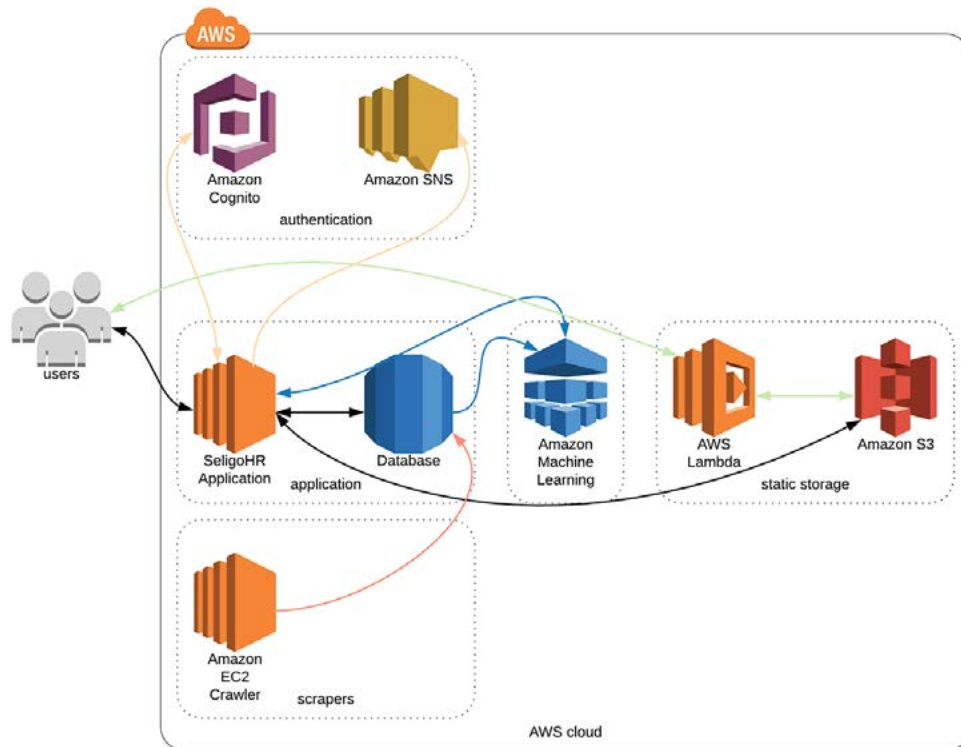 AWS
Amazon
Cognito
Amazon SNS
authentication
users
SeligoHR
Application
Database
application
Amazon
Machine
Learning
AWS
Lambda
Amazon S3
static storage
Amazon
EC2
Crawler
scrapers
AWS cloud